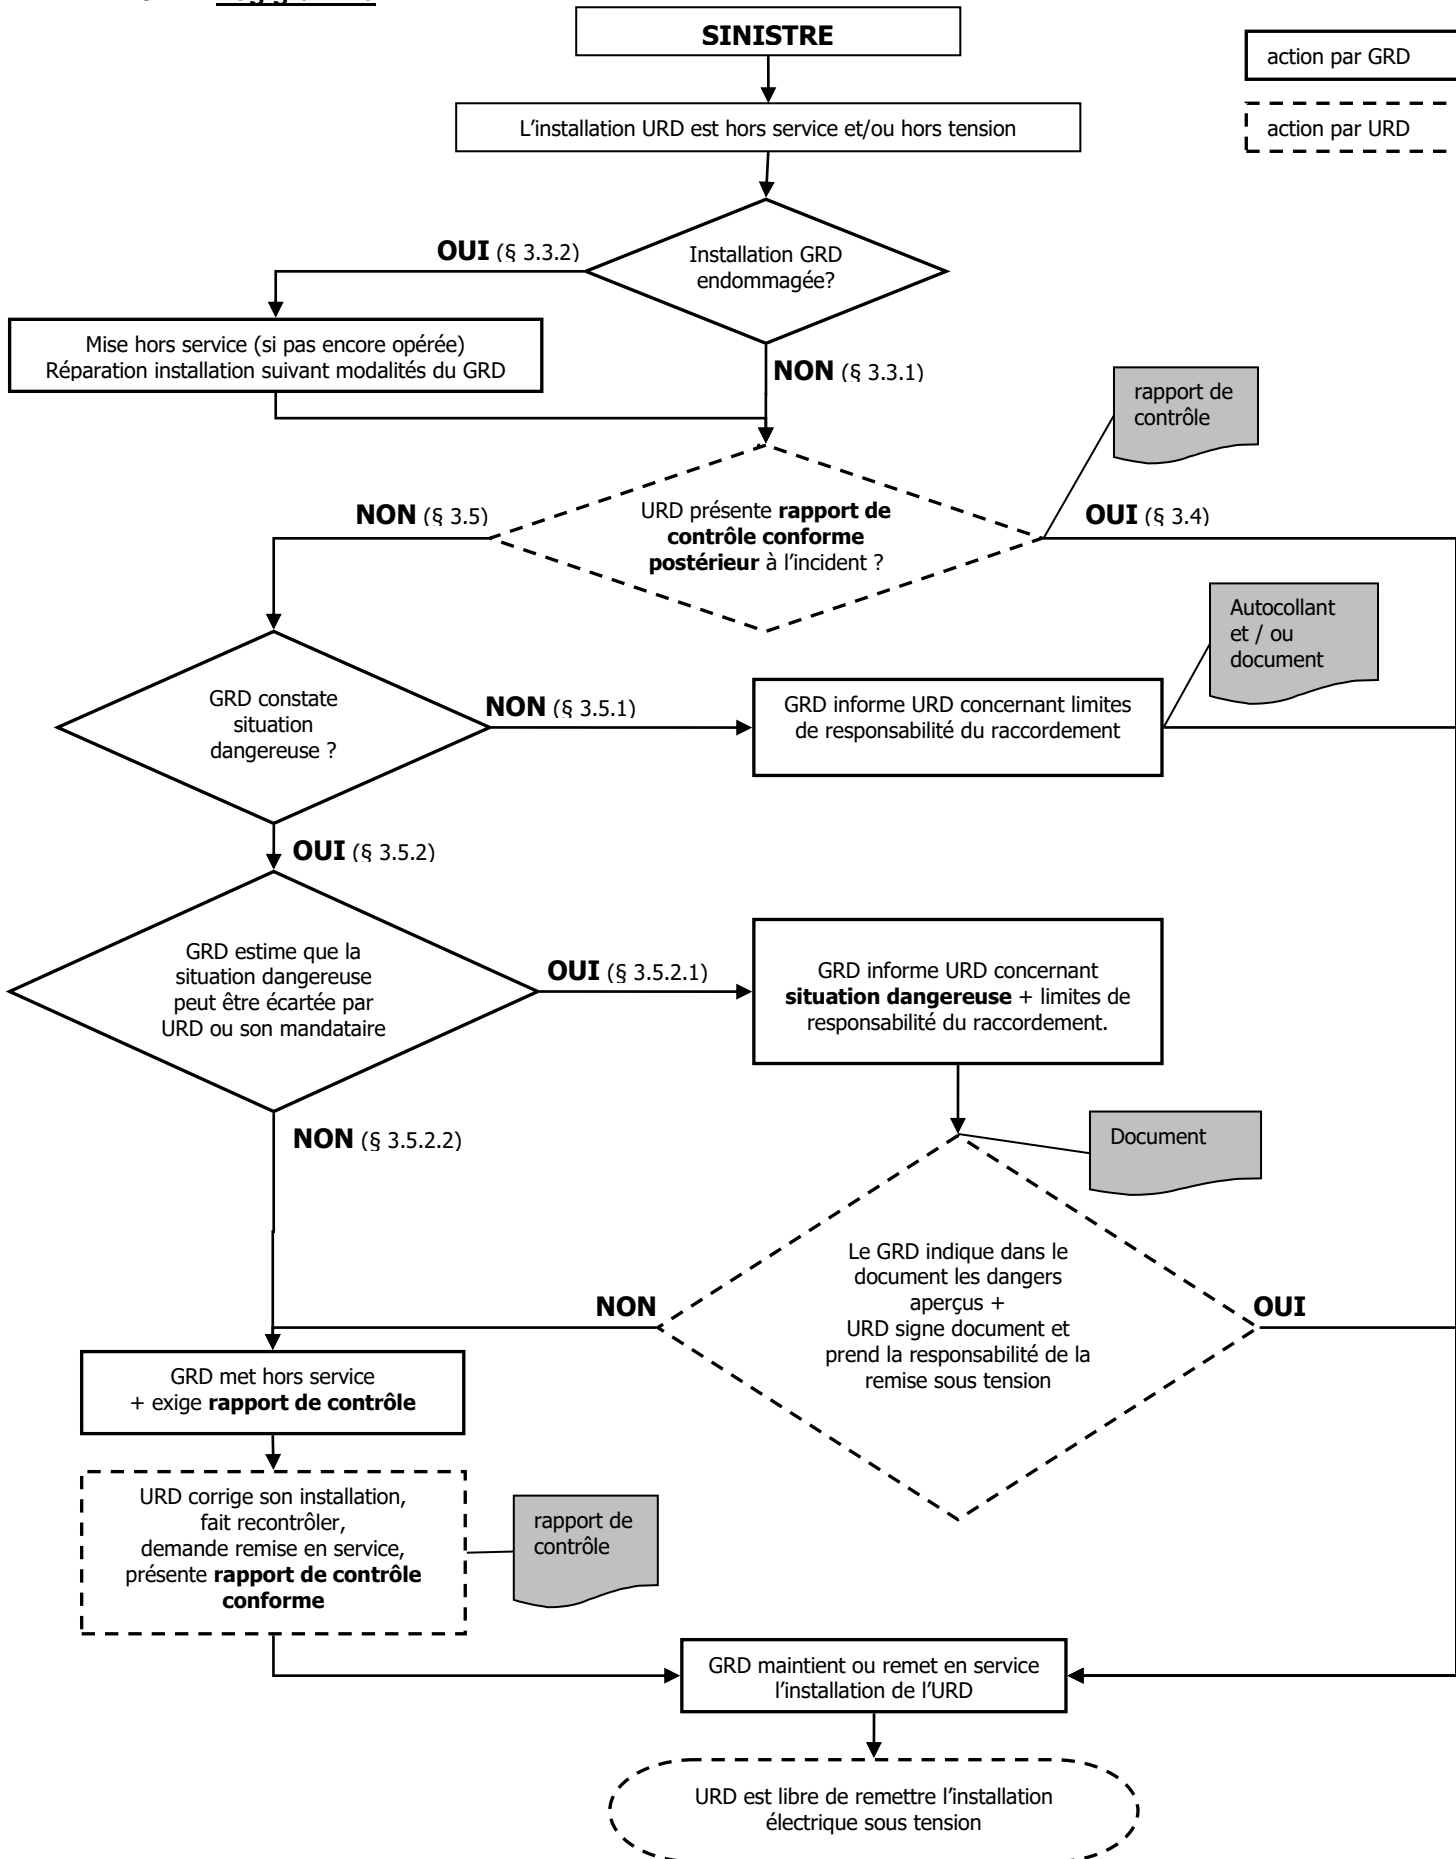 SINISTRE
action par GRD
L'installation URD est hors service et/ou hors tension
action par URD
OUI (§ 3.3.2)
Installation GRD
endommagée?
Mise hors service (si pas encore opérée)
Réparation installation suivant modalités du GRD
NON (§ 3.3.1)
rapport de
contrôle
NON (§ 3.5)
URD présente rapport de
contrôle conforme
postérieur à l'incident ?
OUI (§ 3.4)
Autocollant
et / ou
document
GRD constate
situation
dangereuse ?
NON (§ 3.5.1)
GRD informe URD concernant limites
de responsabilité du raccordement
OUI (§ 3.5.2)
GRD estime que la
situation dangereuse
peut être écartée par
URD ou son mandataire
OUI (§ 3.5.2.1)
GRD informe URD concernant
situation dangereuse + limites de
responsabilité du raccordement.
NON (§ 3.5.2.2)
Document
Le GRD indique dans le
document les dangers
aperçus +
URD signe document et
prend la responsabilité de la
remise sous tension
NON
OUI
GRD met hors service
+ exige rapport de contrôle
URD corrige son installation,
fait recontrôler,
demande remise en service,
présente rapport de contrôle
conforme
rapport de
contrôle
GRD maintient ou remet en service
l'installation de l'URD
URD est libre de remettre l'installation
électrique sous tension